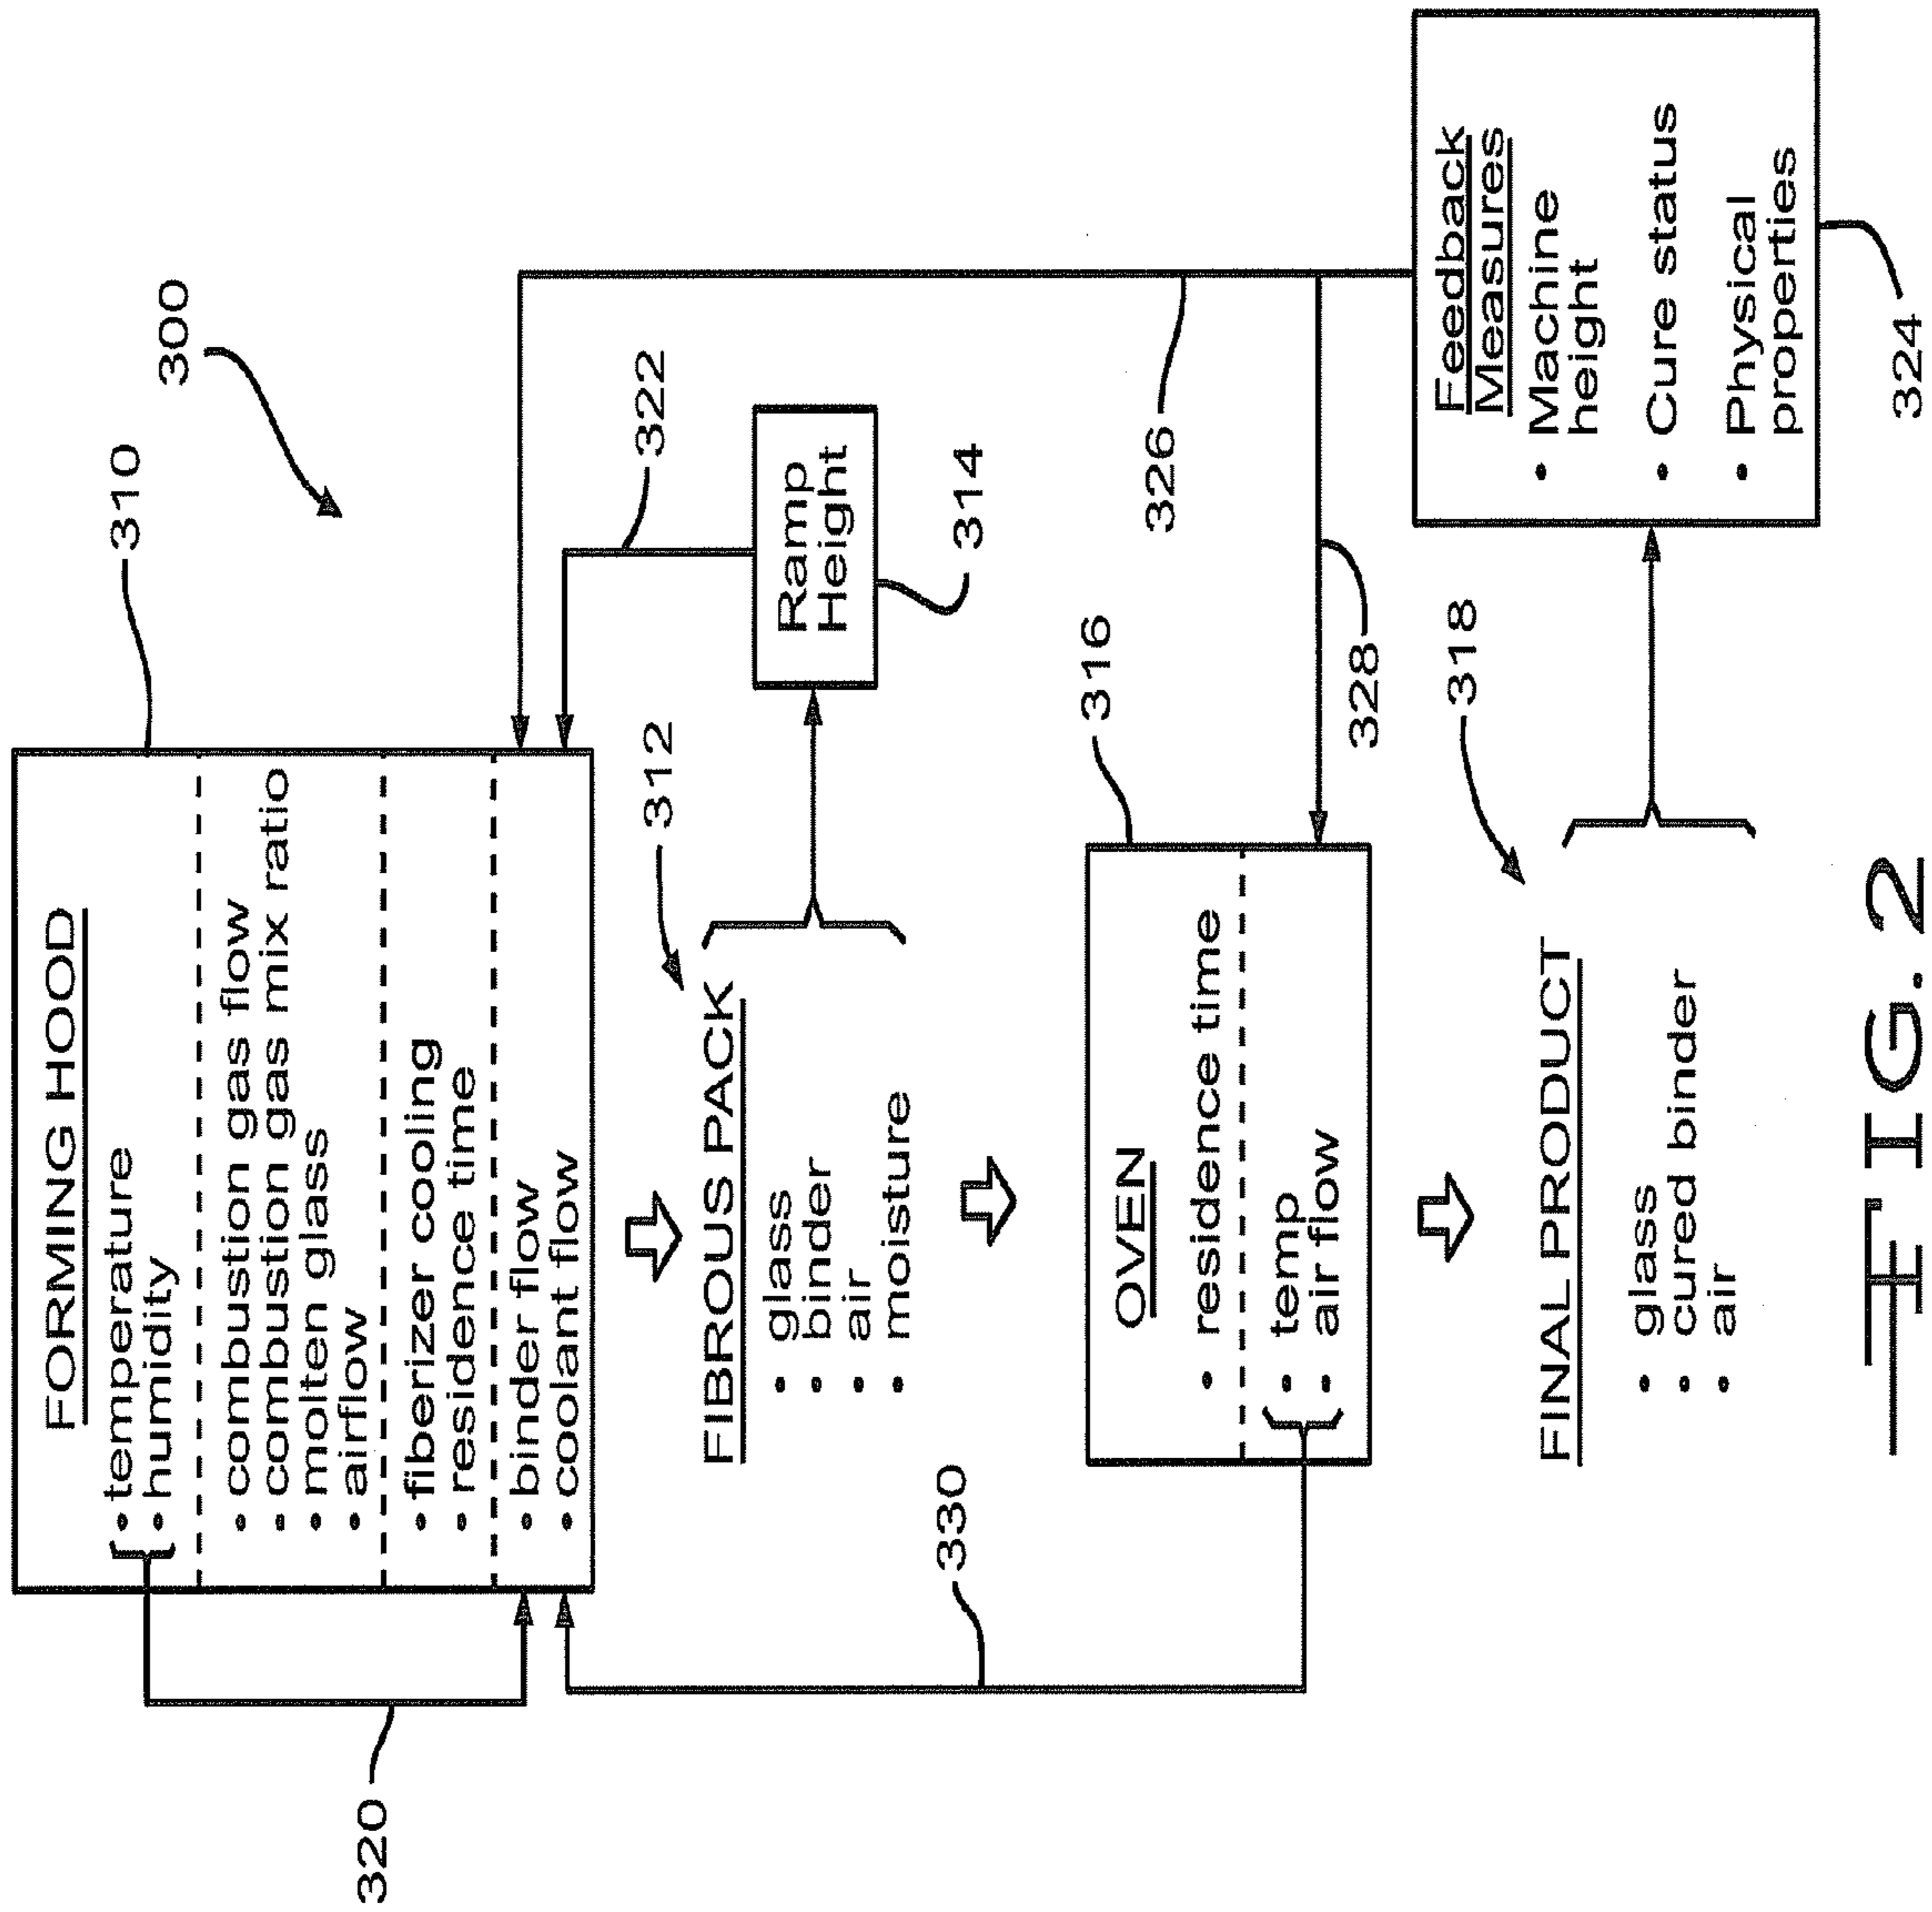 300
310
FORMING HOOD
• temperature
• humidity
• combustion gas flow
• combustion gas mix ratio
• molten glass
• airflow
• fiberizer cooling
• residence time
• binder flow
• coolant flow
320
322
312
FIBROUS PACK
• glass
• binder
• air
• moisture
Ramp
Height
314
326
330
316
OVEN
• residence time
• temp
• air flow
328
318
FINAL PRODUCT
• glass
• cured binder
• air
Feedback
Measures
• Machine
height
• Cure status
• Physical
properties
324
FIG. 2